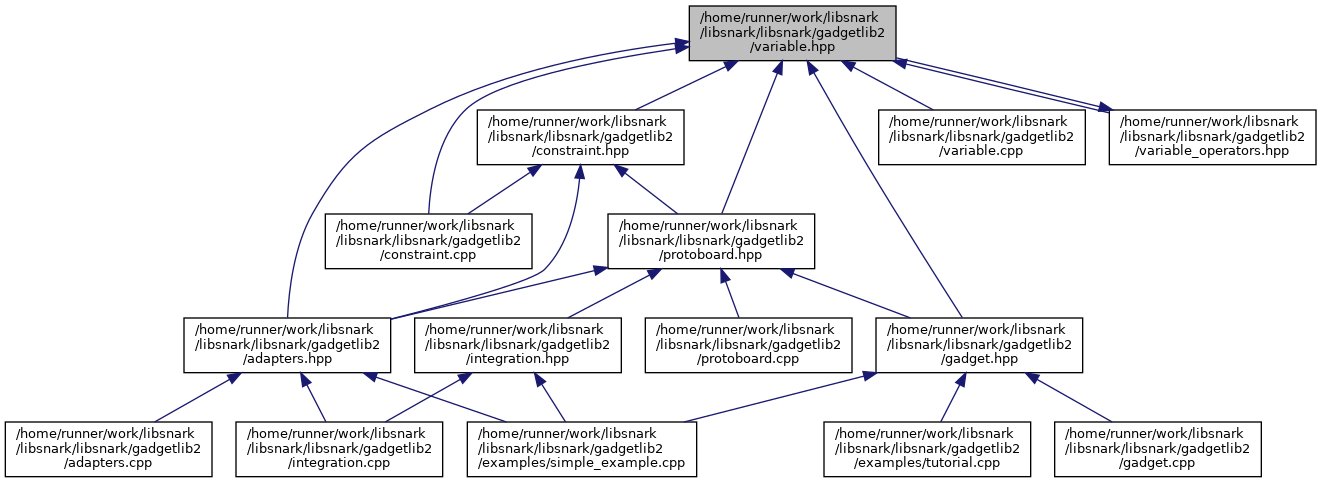 /home/runner/work/libsnark
/libsnark/libsnark/gadgetlib2
/variable.hpp
/home/runner/work/libsnark
/libsnark/libsnark/gadgetlib2
/constraint.hpp
/home/runner/work/libsnark
/libsnark/libsnark/gadgetlib2
/variable.cpp
/home/runner/work/libsnark
/libsnark/libsnark/gadgetlib2
/variable_operators.hpp
/home/runner/work/libsnark
/libsnark/libsnark/gadgetlib2
/constraint.cpp
/home/runner/work/libsnark
/libsnark/libsnark/gadgetlib2
/protoboard.hpp
/home/runner/work/libsnark
/libsnark/libsnark/gadgetlib2
/adapters.hpp
/home/runner/work/libsnark
/libsnark/libsnark/gadgetlib2
/integration.hpp
/home/runner/work/libsnark
/libsnark/libsnark/gadgetlib2
/protoboard.cpp
/home/runner/work/libsnark
/libsnark/libsnark/gadgetlib2
/gadget.hpp
/home/runner/work/libsnark
/libsnark/libsnark/gadgetlib2
/adapters.cpp
/home/runner/work/libsnark
/libsnark/libsnark/gadgetlib2
/integration.cpp
/home/runner/work/libsnark
/libsnark/libsnark/gadgetlib2
/examples/simple_example.cpp
/home/runner/work/libsnark
/libsnark/libsnark/gadgetlib2
/examples/tutorial.cpp
/home/runner/work/libsnark
/libsnark/libsnark/gadgetlib2
/gadget.cpp